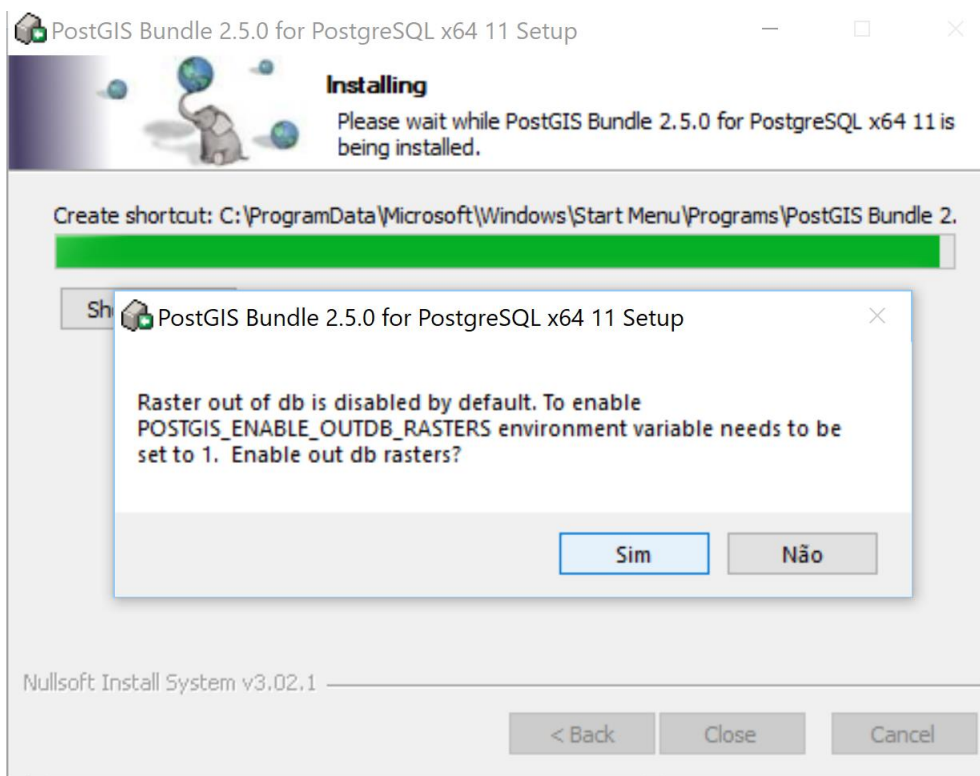 PostGIS Bundle 2.5.0 for PostgreSQL x64 11 Setup
Installing
Please wait while PostGIS Bundle 2.5.0 for PostgreSQL x64 11 is
being installed.
Create shortcut: C:\ProgramData\Microsoft\Windows\Start Menu\Programs\PostGIS Bundle 2.
PostGIS Bundle 2.5.0 for PostgreSQL x64 11 Setup
Raster out of db is disabled by default. To enable
POSTGIS_ENABLE_OUTDB_RASTERS environment variable needs to be
set to 1.  Enable out db rasters?
Sim Não
Nullsoft Install System v3.02.1
< Back Close Cancel